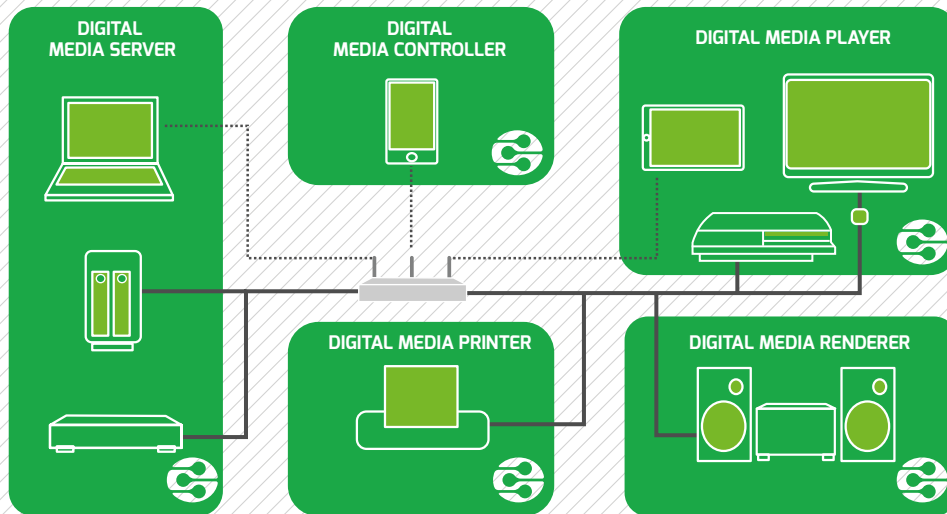 DIGITAL
MEDIA SERVER
DIGITAL
MEDIA CONTROLLER
DIGITAL MEDIA PLAYER
DIGITAL MEDIA PRINTER
DIGITAL MEDIA RENDERER